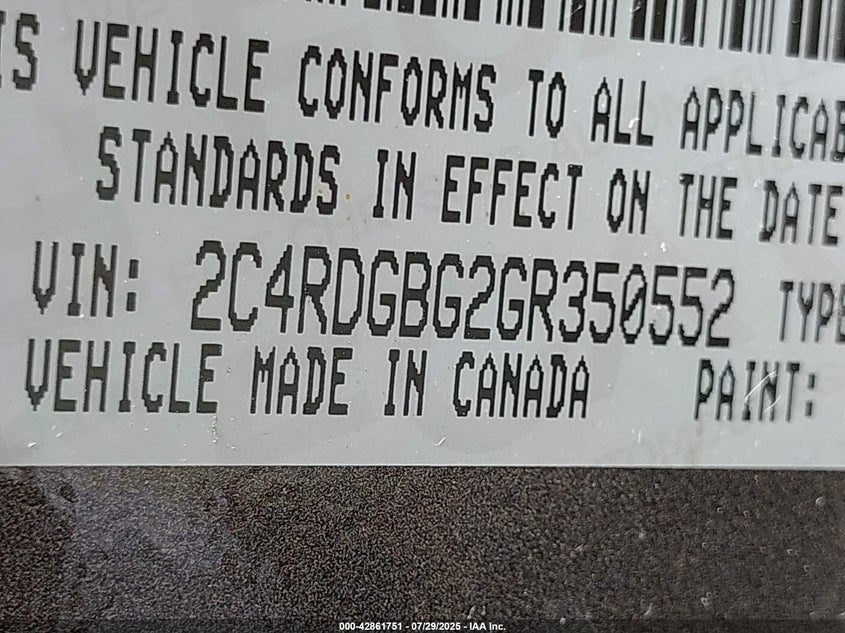 IS VEHICLE CONFORMS TO ALL APPLICAB
STANDARDS IN EFFECT ON THE DATE
VIN: 2C4RDGBG2GR350552 TYPE
VEHICLE MADE IN CANADA PAINT:
000-42861751 - 07/29/2025 - IAA Inc.